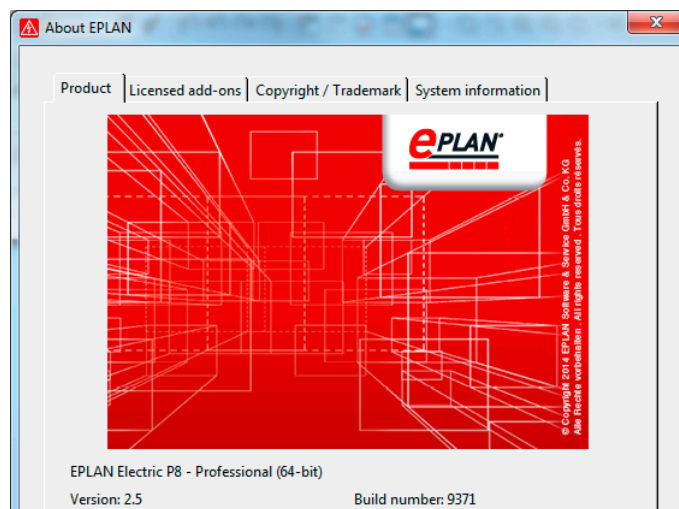 About EPLAN
Product Licensed add-ons Copyright / Trademark System information
ePLAN
© Copyright 2014 EPLAN Software & Service GmbH & Co. KG
Alle Rechte vorbehalten . All rights reserved . Tous droits réservés.
EPLAN Electric P8 - Professional (64-bit)
Version: 2.5 Build number: 9371